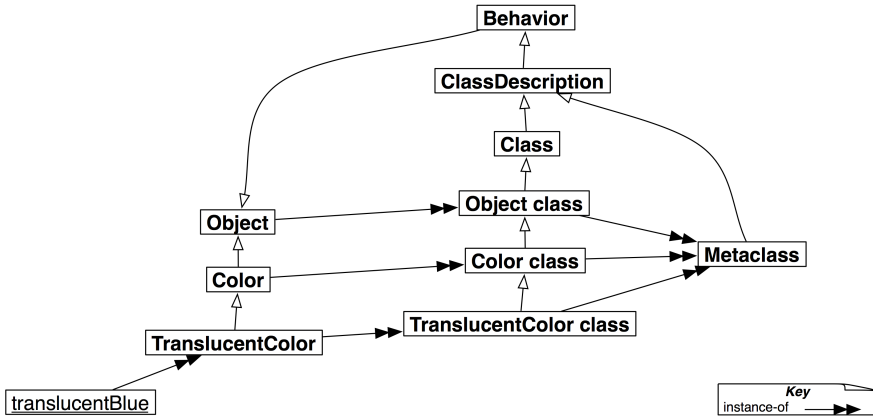 Behavior
ClassDescription
Class
Object class
Object
Metaclass
Color class
Color
TranslucentColor class
TranslucentColor
translucentBlue
Key
instance-of